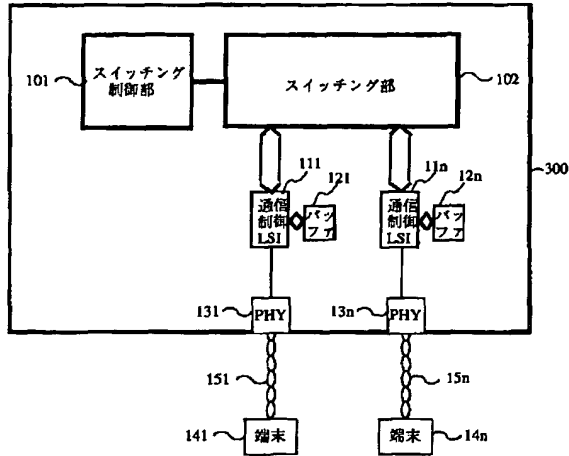 スイッチング
制御部
スイッチング部
101
102
300
111
121
11n
12n
通信
制御
LSI
バッ
ファ
通信
制御
LSI
バッ
ファ
131
PHY
13n
PHY
151
15n
141
端末
端末
14n